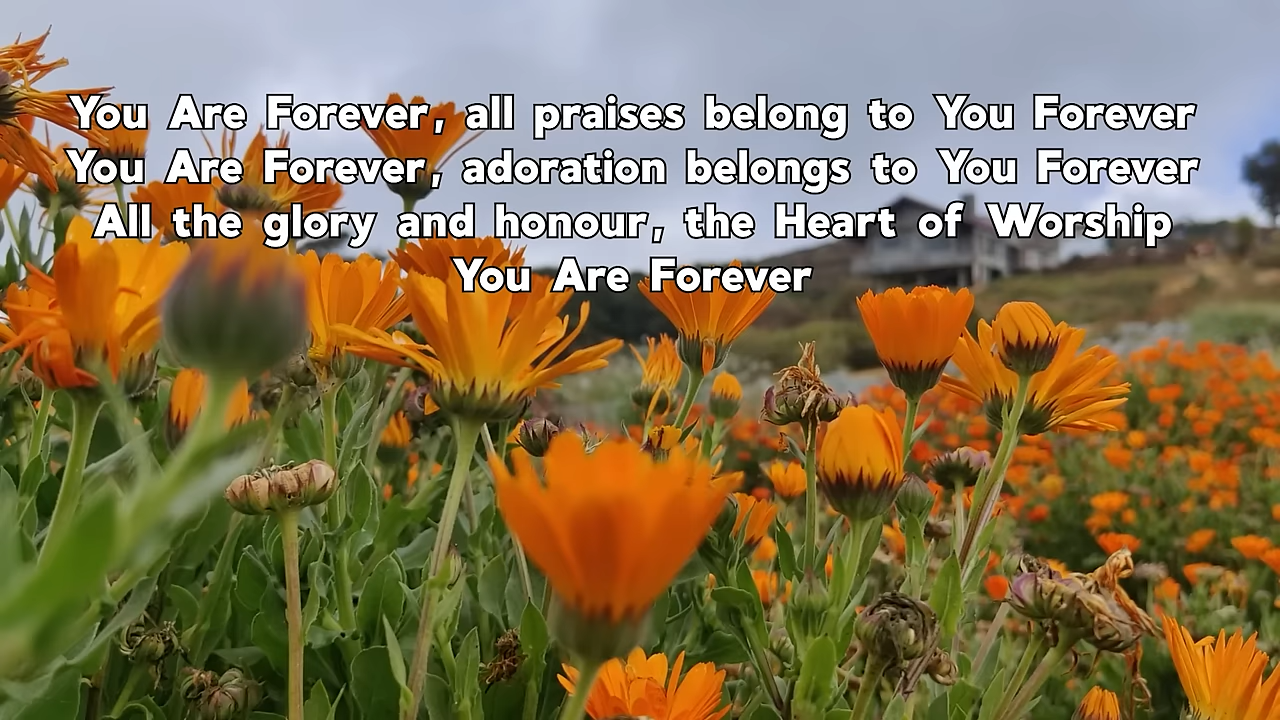 You Are Forever, all praises belong to You Forever
You Are Forever, adoration belongs to You Forever
All the glory and honour, the Heart of Worship
You Are Forever